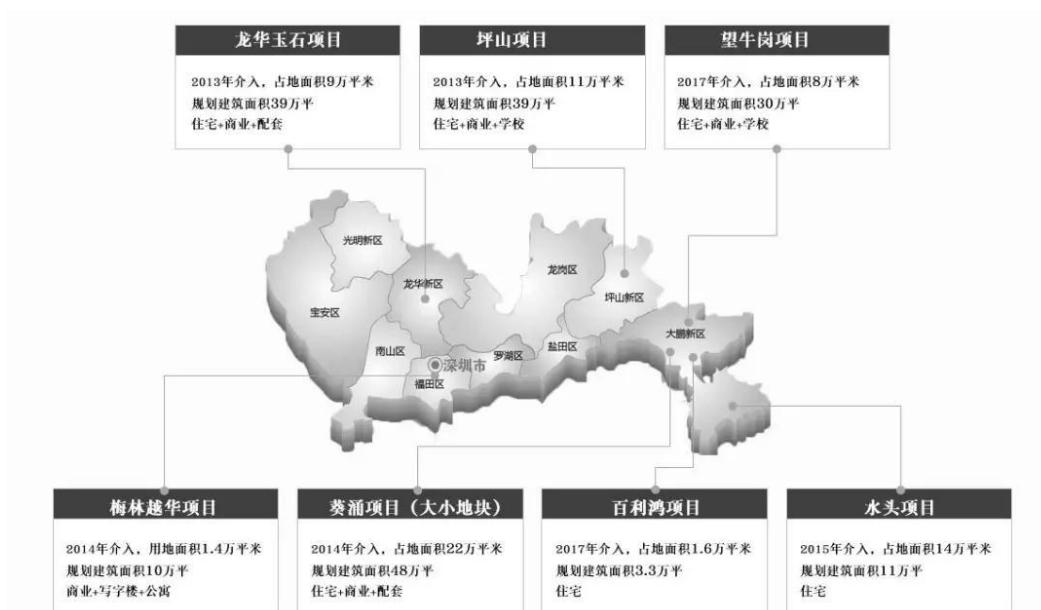 龙华玉石项目
2013年介入，占地面积9万平米
规划建筑面积39万平
住宅+商业+配套
坪山项目
2013年介入，占地面积11万平米
规划建筑面积39万平
住宅+商业+学校
望牛岗项目
2017年介入，占地面积8万平米
规划建筑面积30万平
住宅+商业+学校
光明新区
龙华新区
龙岗区
坪山新区
宝安区
大鹏新区
南山区
罗湖区
盐田区
深圳市
福田区
梅林越华项目
2014年介入，用地面积1.4万平米
规划建筑面积10万平
商业+写字楼+公寓
葵涌项目（大小地块）
2014年介入，占地面积22万平米
规划建筑面积48万平
住宅+商业+配套
百利鸿项目
2017年介入，占地面积1.6万平米
规划建筑面积3.3万平
住宅
水头项目
2015年介入，占地面积14万平米
规划建筑面积11万平
住宅